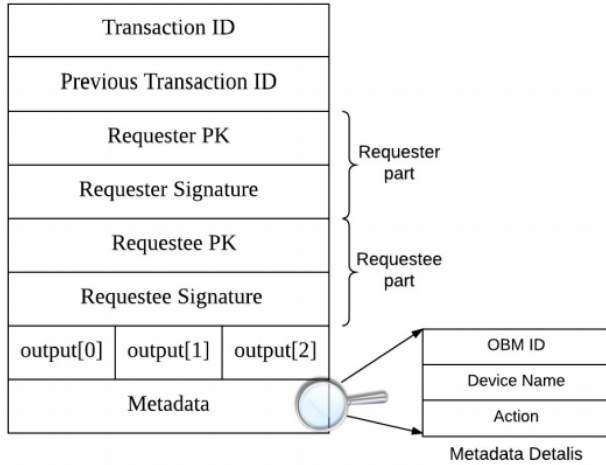 Transaction ID
Previous Transaction ID
Requester PK
Requester Signature
Requester
part
Requestee PK
Requestee Signature
Requestee
part
output[0] output[1] output[2]
Metadata
OBM ID
Device Name
Action
Metadata Detalis